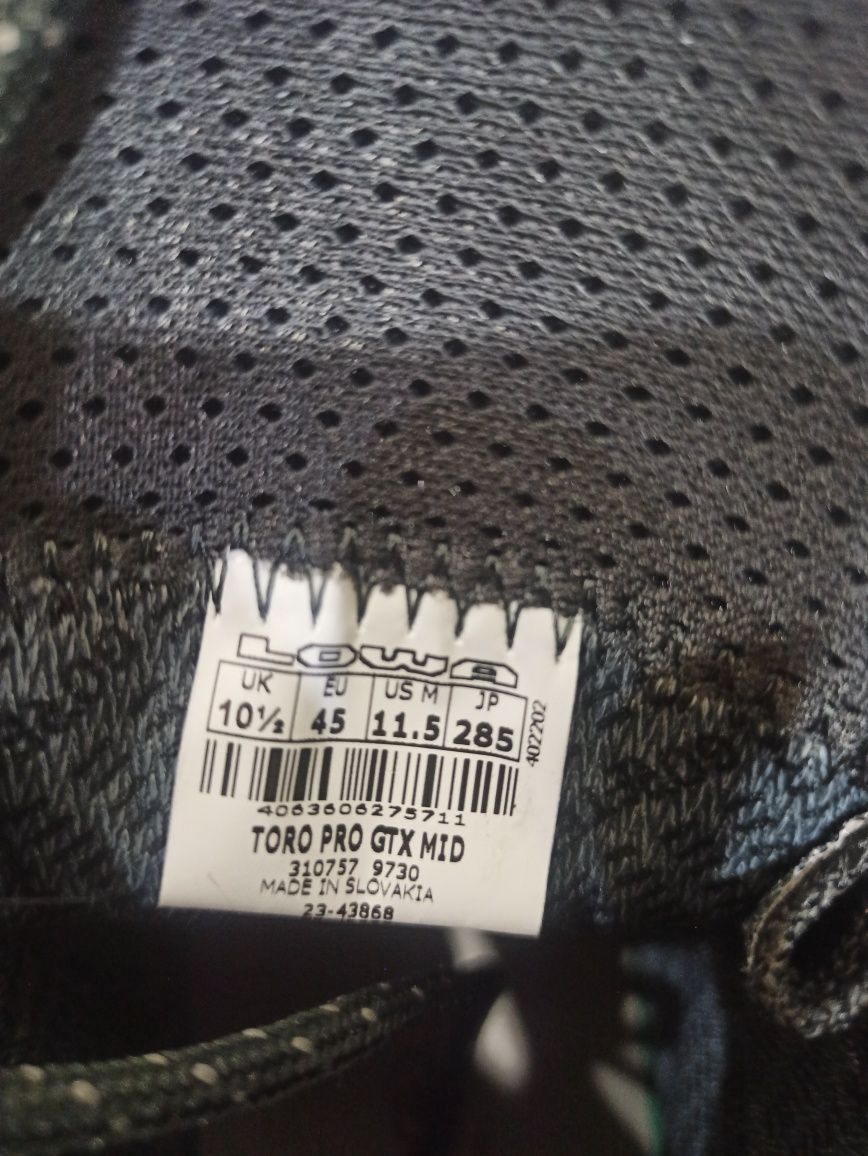 LOWA
UK EU US M JP
10½ 45 11.5 285
402202
4063606275711
TORO PRO GTX MID
310757 9730
MADE IN SLOVAKIA
23-43868